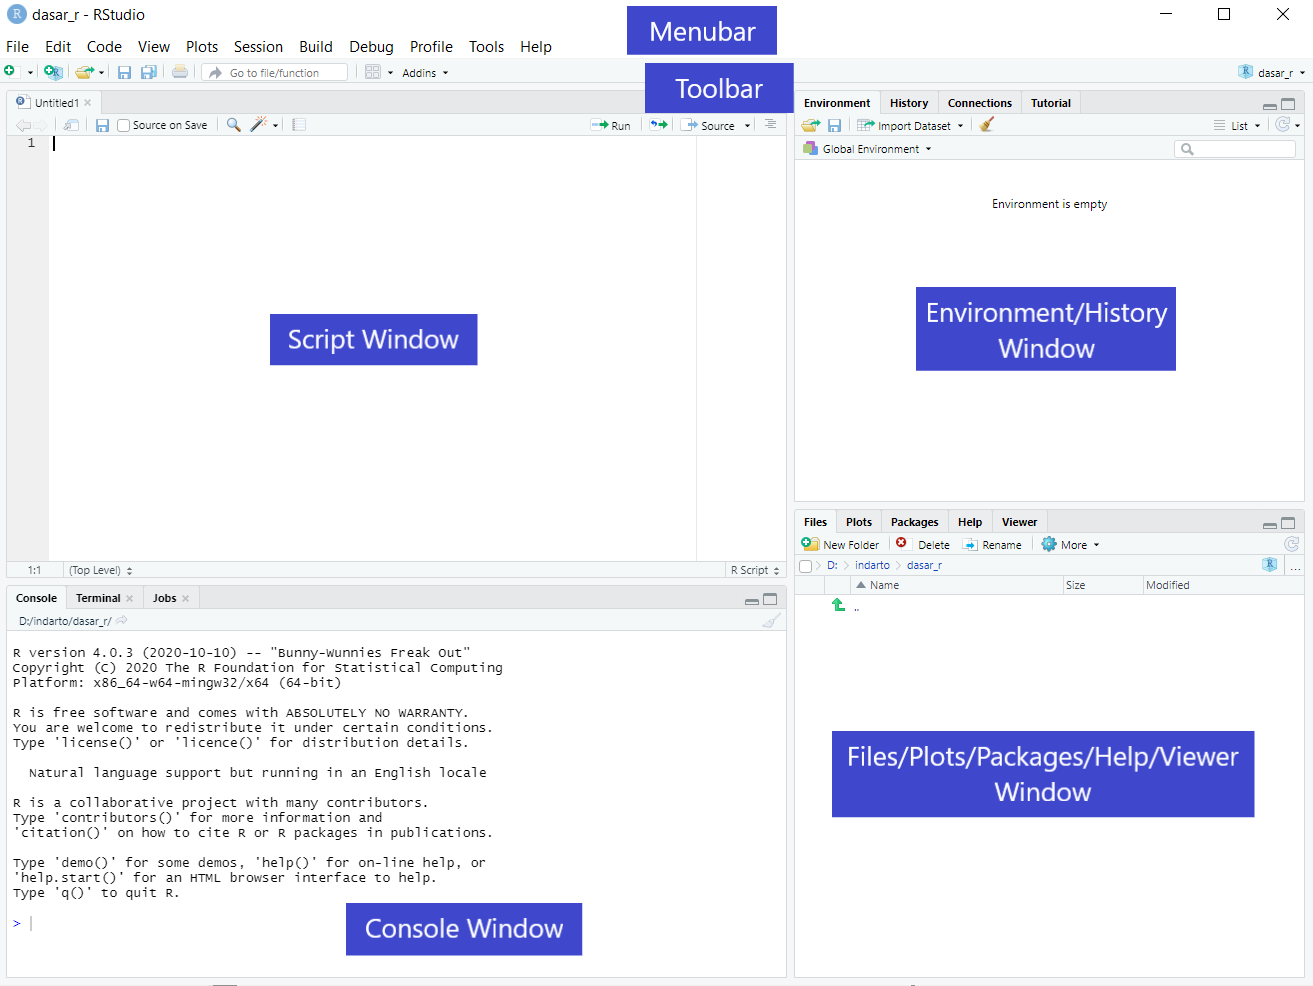 dasar_r - RStudio
Menubar
File Edit Code View Plots Session Build Debug Profile Tools Help
Toolbar
Go to file/function Addins dasar_r
Untitled1
Source on Save Run Source
1
Script Window
1:1 (Top Level) R Script
Environment History Connections Tutorial
Import Dataset List
Global Environment
Environment is empty
Environment/History
Window
Console Terminal Jobs
D:/indarto/dasar_r/
R version 4.0.3 (2020-10-10) -- "Bunny-Wunnies Freak Out"
Copyright (C) 2020 The R Foundation for Statistical Computing
Platform: x86_64-w64-mingw32/x64 (64-bit)
R is free software and comes with ABSOLUTELY NO WARRANTY.
You are welcome to redistribute it under certain conditions.
Type 'license()' or 'licence()' for distribution details.
Natural language support but running in an English locale
R is a collaborative project with many contributors.
Type 'contributors()' for more information and
'citation()' on how to cite R or R packages in publications.
Type 'demo()' for some demos, 'help()' for on-line help, or
'help.start()' for an HTML browser interface to help.
Type 'q()' to quit R.
>
Console Window
Files Plots Packages Help Viewer
New Folder Delete Rename More
D: indarto dasar_r ...
Name Size Modified
..
Files/Plots/Packages/Help/Viewer
Window